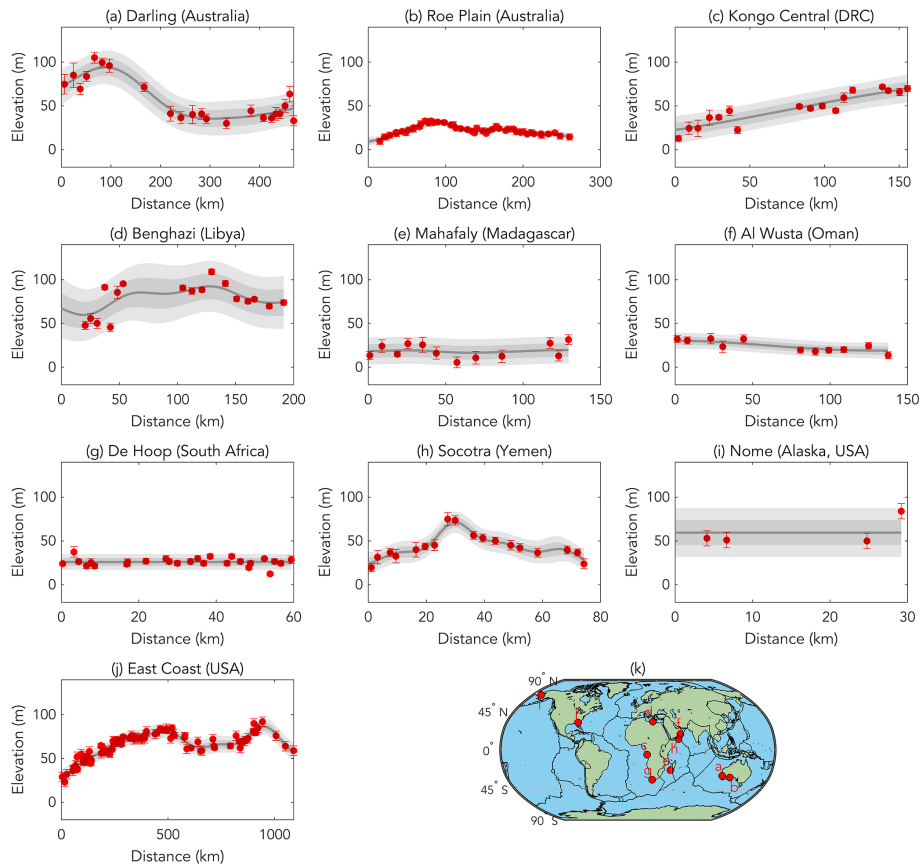 (a) Darling (Australia)
Elevation (m)
100
50
0
0 100 200 300 400
Distance (km)
(b) Roe Plain (Australia)
Elevation (m)
100
50
0
0 100 200 300
Distance (km)
(c) Kongo Central (DRC)
Elevation (m)
100
50
0
0 50 100 150
Distance (km)
(d) Benghazi (Libya)
Elevation (m)
100
50
0
0 50 100 150 200
Distance (km)
(e) Mahafaly (Madagascar)
Elevation (m)
100
50
0
0 50 100 150
Distance (km)
(f) Al Wusta (Oman)
Elevation (m)
100
50
0
0 50 100 150
Distance (km)
(g) De Hoop (South Africa)
Elevation (m)
100
50
0
0 20 40 60
Distance (km)
(h) Socotra (Yemen)
Elevation (m)
100
50
0
0 20 40 60 80
Distance (km)
(i) Nome (Alaska, USA)
Elevation (m)
100
50
0
0 10 20 30
Distance (km)
(j) East Coast (USA)
Elevation (m)
100
50
0
0 500 1000
Distance (km)
(k)
90° N
45° N
0°
45° S
90° S
f
h
c
g
a
b